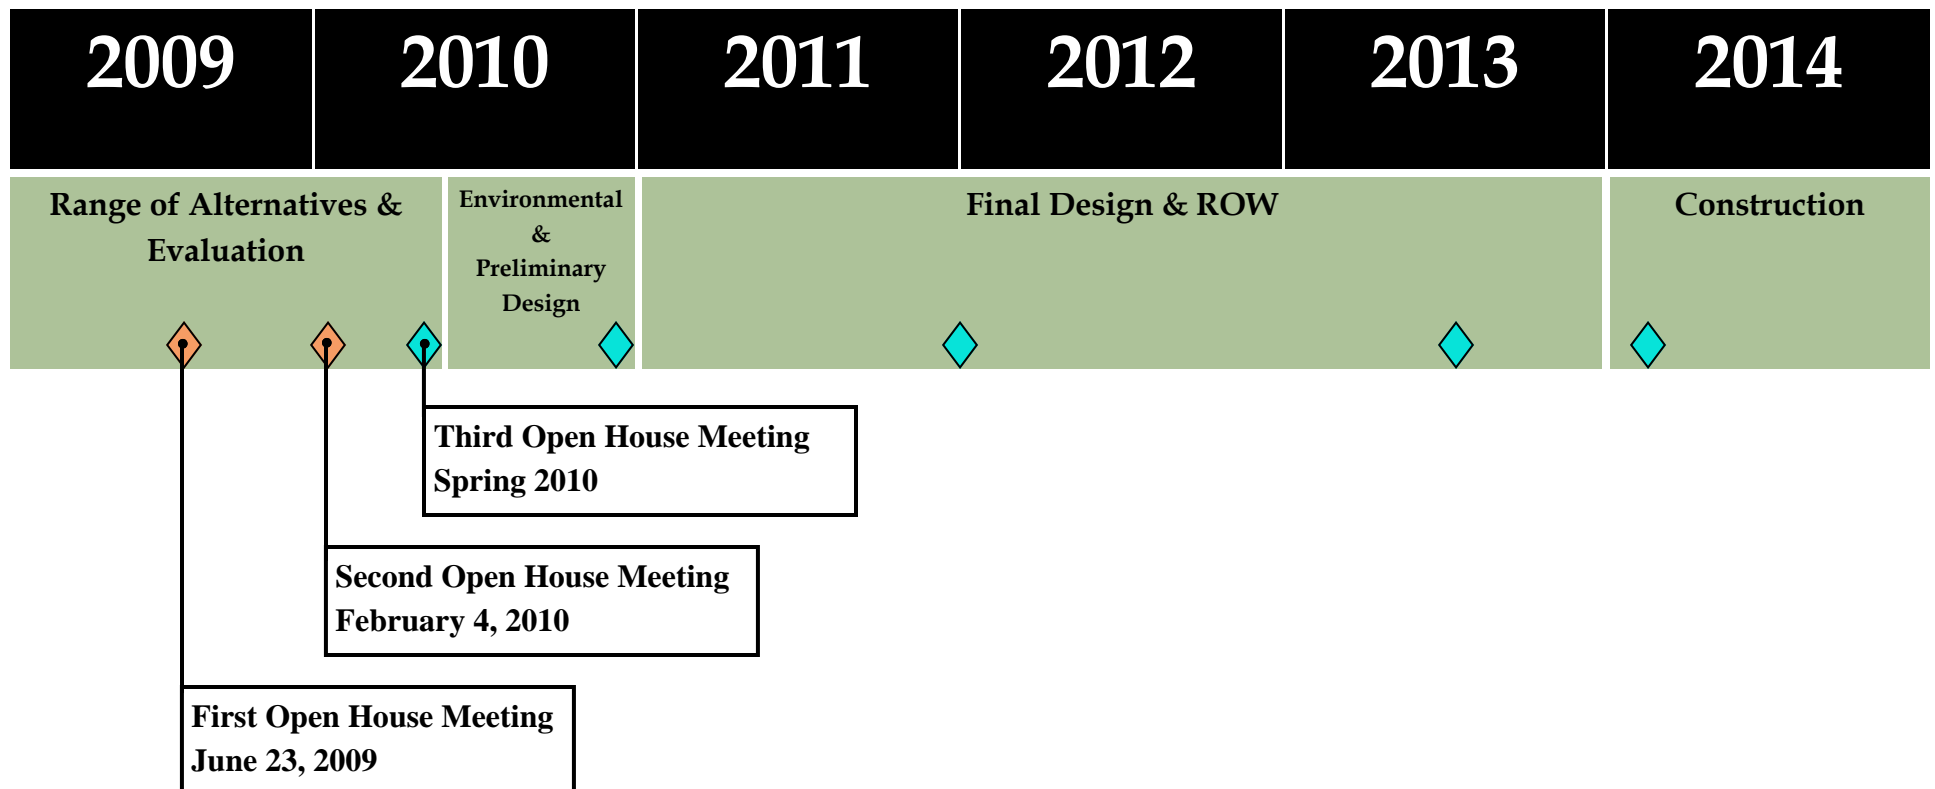 2009
2010
2011
2012
2013
2014
Range of Alternatives &
Evaluation
Environmental
&
Preliminary
Design
Final Design & ROW
Construction
Third Open House Meeting
Spring 2010
Second Open House Meeting
February 4, 2010
First Open House Meeting
June 23, 2009